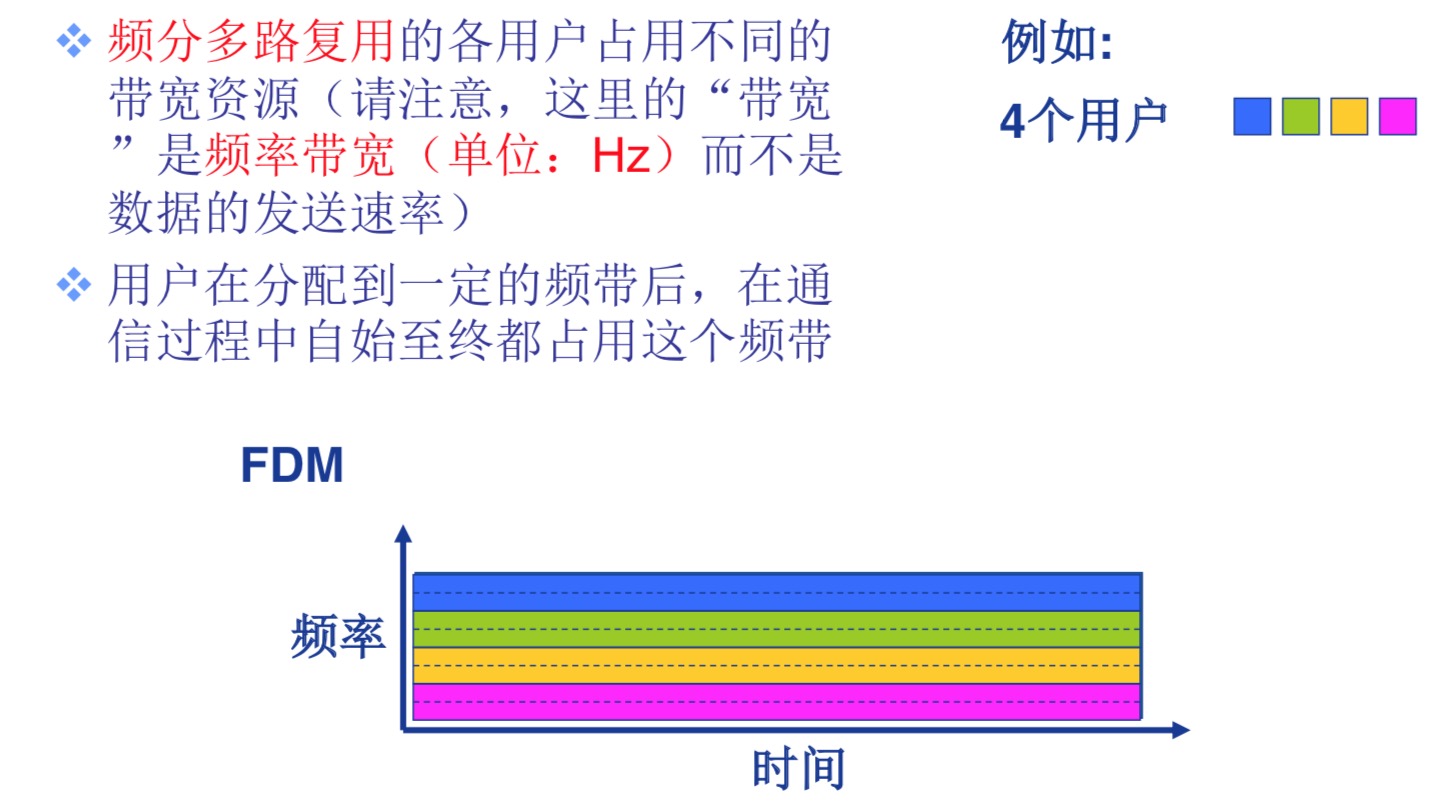 频分多路复用的各用户占用不同的
带宽资源（请注意，这里的“带宽
”是频率带宽（单位：Hz）而不是
数据的发送速率）
用户在分配到一定的频带后，在通
信过程中自始至终都占用这个频带
例如:
4个用户
FDM
频率
时间